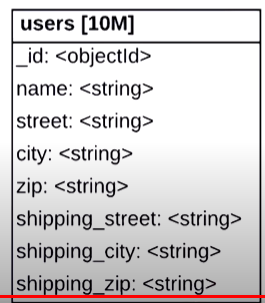 users [10M]
_id: <objectId>
name: <string>
street: <string>
city: <string>
zip: <string>
shipping_street: <string>
shipping_city: <string>
shipping_zip: <string>